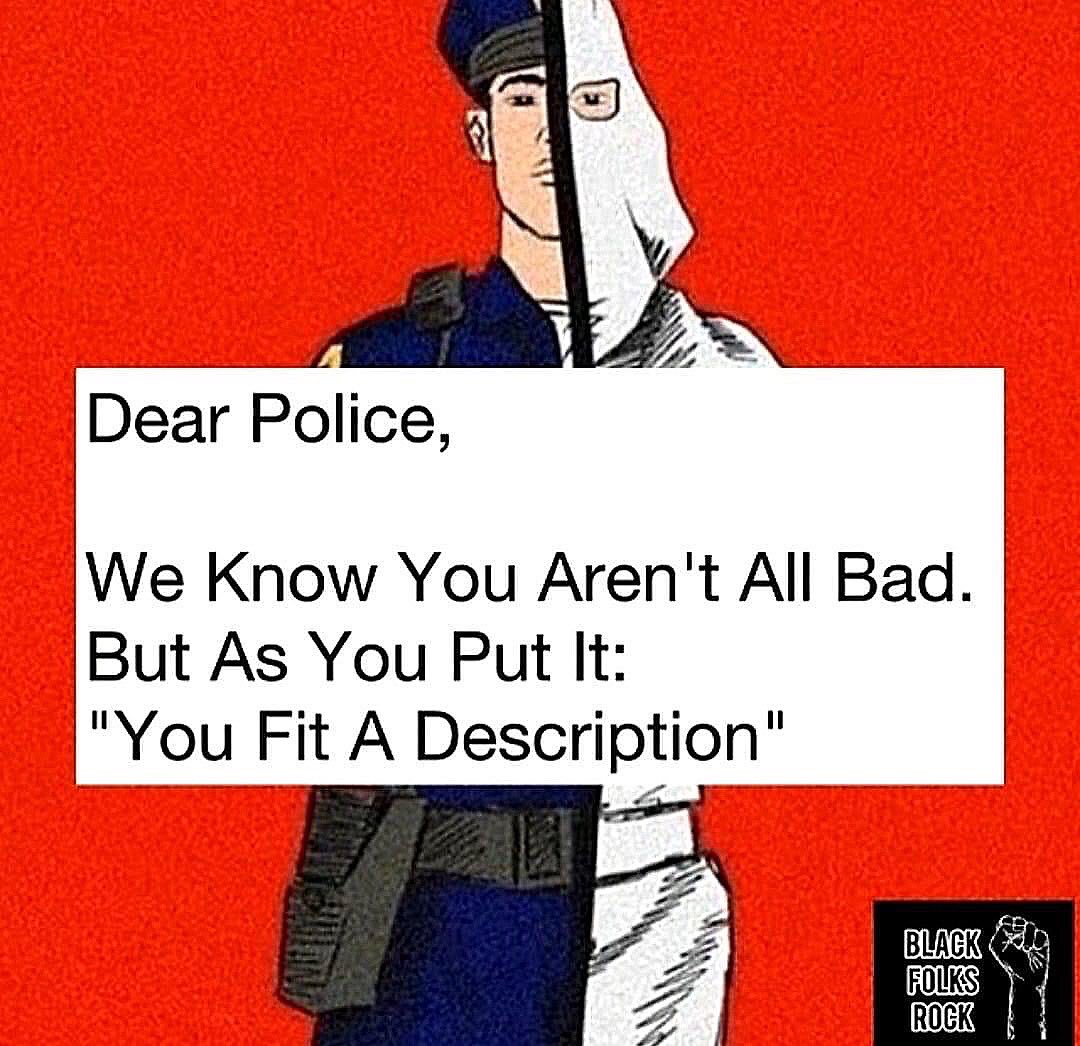 Dear Police,
We Know You Aren't All Bad.
But As You Put It:
"You Fit A Description"
BLACK
FOLKS
ROCK